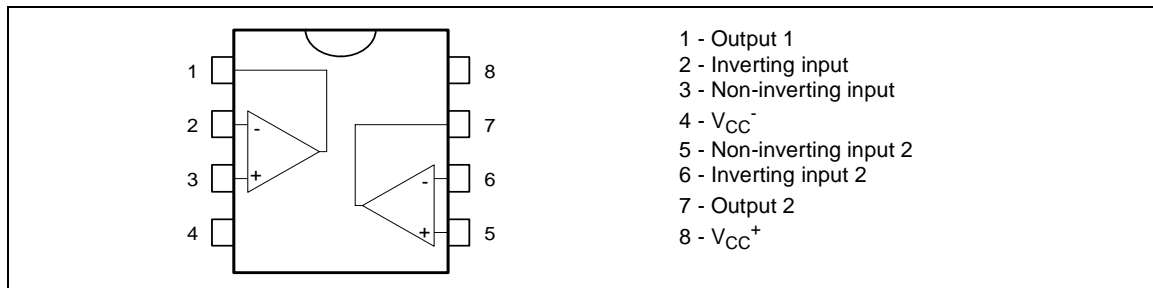 1
2
3
4
8
7
6
5
-
+
-
+
1 - Output 1
2 - Inverting input
3 - Non-inverting input
4 - VCC-
5 - Non-inverting input 2
6 - Inverting input 2
7 - Output 2
8 - VCC+